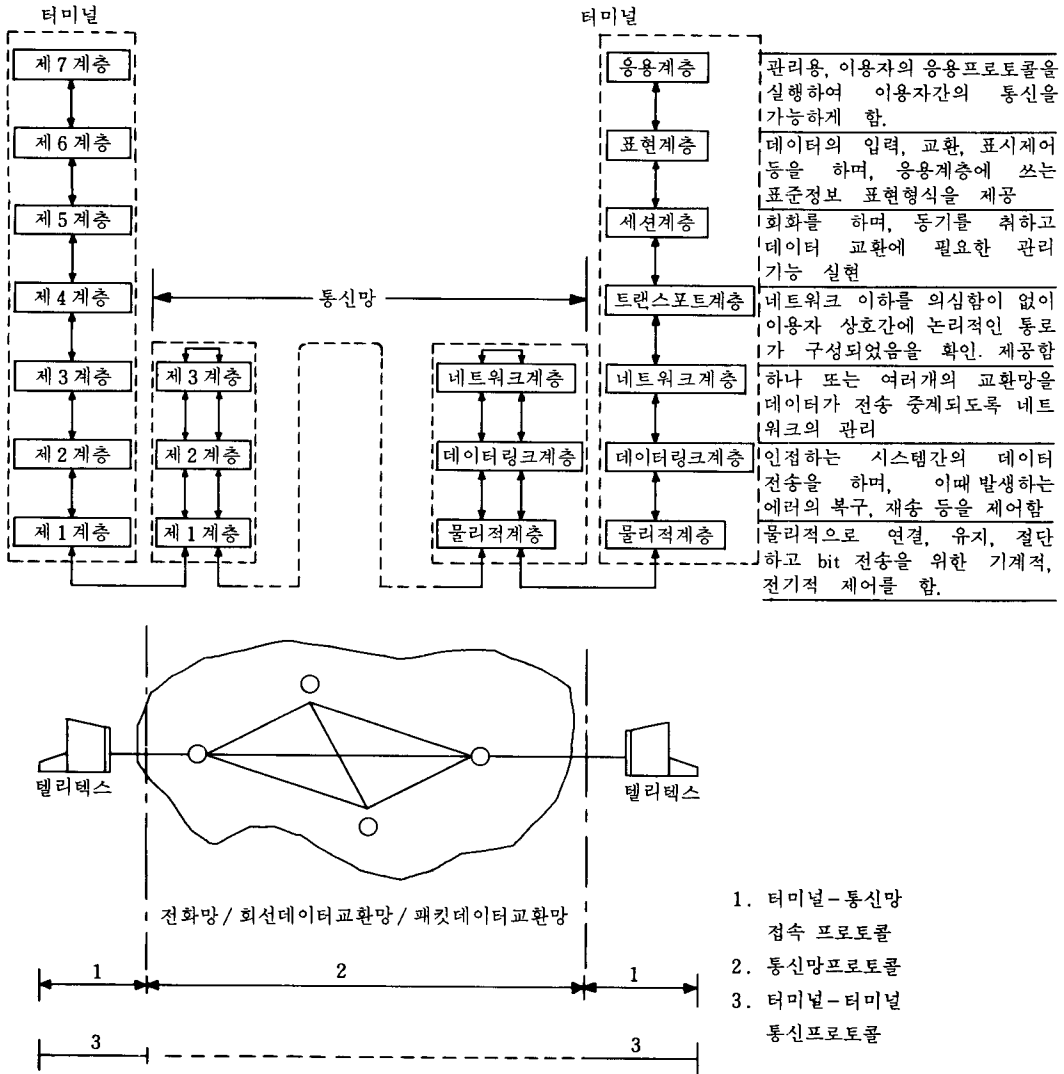 터미널
터미널
제7계층
제6계층
제5계층
제4계층
제3계층
제2계층
제1계층
통신망
제3계층
제2계층
제1계층
네트워크계층
데이터링크계층
물리적계층
응용계층
표현계층
세션계층
트랜스포트계층
네트워크계층
데이터링크계층
물리적계층
관리용, 이용자의 응용프로토콜을
실행하여 이용자간의 통신을
가능하게 함.
데이터의 입력, 교환, 표시제어
등을 하며, 응용계층에 쓰는
표준정보 표현형식을 제공
회화를 하며, 동기를 취하고
데이터 교환에 필요한 관리
기능 실현
네트워크 이하를 의심함이 없이
이용자 상호간에 논리적인 통로
가 구성되었음을 확인. 제공함
하나 또는 여러개의 교환망을
데이터가 전송 중계되도록 네트
워크의 관리
인접하는 시스템간의 데이터
전송을 하며, 이때 발생하는
에러의 복구, 재송 등을 제어함
물리적으로 연결, 유지, 절단
하고 bit 전송을 위한 기계적,
전기적 제어를 함.
텔리텍스
텔리텍스
전화망/회선데이터교환망/패킷데이터교환망
1 2 1
3 3
1. 터미널-통신망
접속 프로토콜
2. 통신망프로토콜
3. 터미널-터미널
통신프로토콜